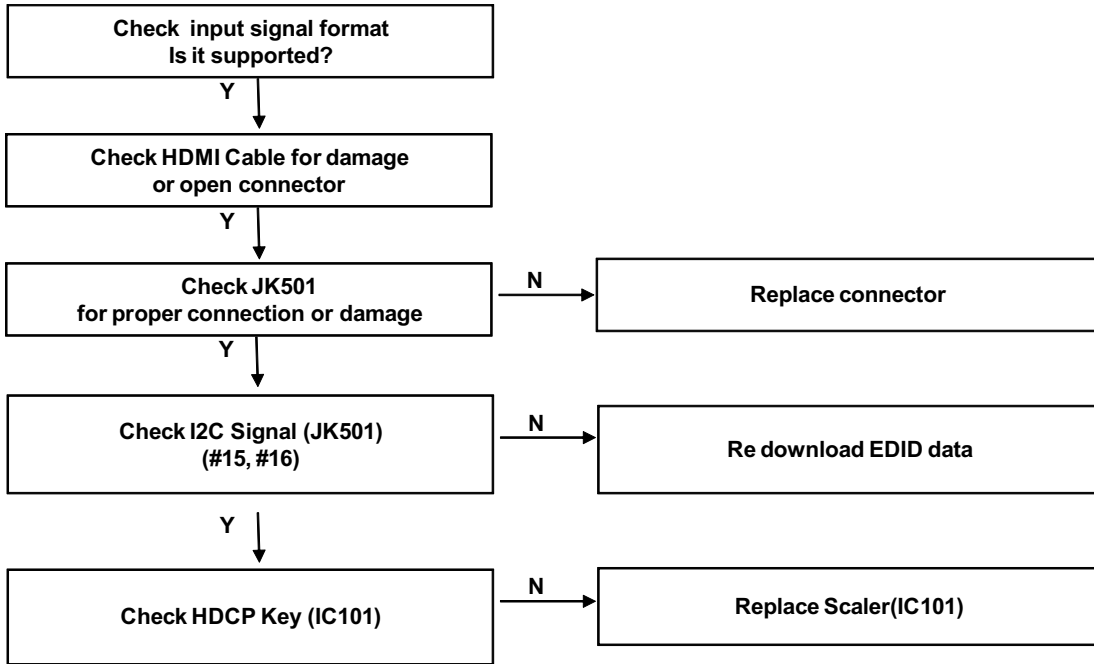 Check input signal format
Is it supported?
Y
Check HDMI Cable for damage
or open connector
Y
Check JK501
for proper connection or damage
N
Replace connector
Y
Check I2C Signal (JK501)
(#15, #16)
N
Re download EDID data
Y
Check HDCP Key (IC101)
N
Replace Scaler(IC101)